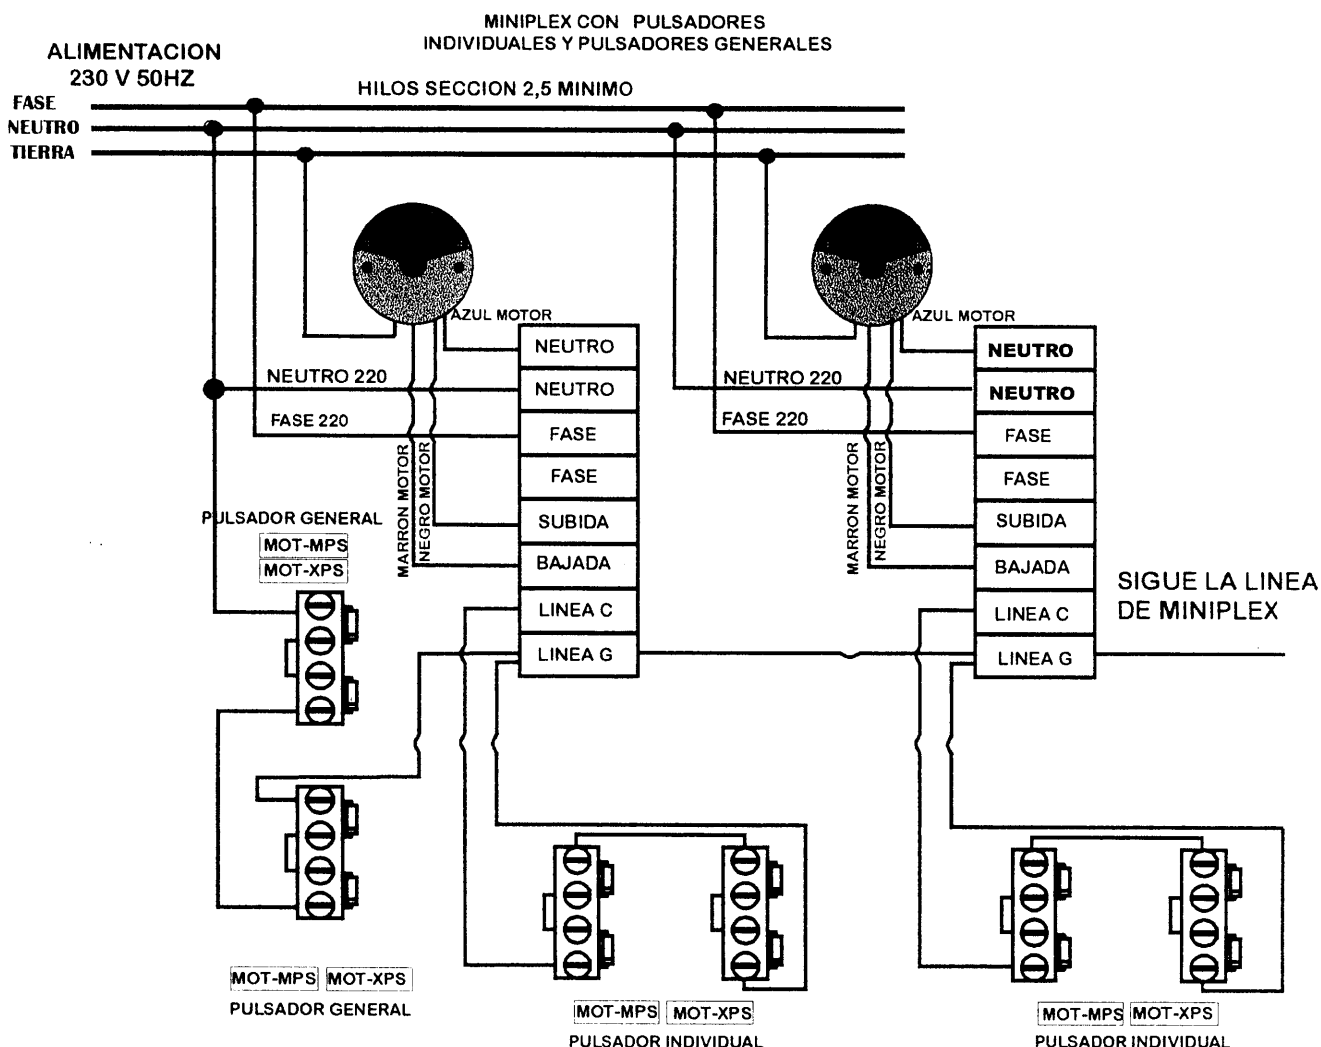 MINIPLEX CON PULSADORES
INDIVIDUALES Y PULSADORES GENERALES
ALIMENTACION
230 V 50HZ
HILOS SECCION 2,5 MINIMO
FASE
NEUTRO
TIERRA
AZUL MOTOR
NEUTRO
NEUTRO 220
NEUTRO
FASE 220
FASE
FASE
MARRON MOTOR
NEGRO MOTOR
SUBIDA
BAJADA
LINEA C
LINEA G
AZUL MOTOR
NEUTRO
NEUTRO 220
NEUTRO
FASE 220
FASE
FASE
MARRON MOTOR
NEGRO MOTOR
SUBIDA
BAJADA
LINEA C
LINEA G
SIGUE LA LINEA
DE MINIPLEX
PULSADOR GENERAL
MOT-MPS
MOT-XPS
MOT-MPS MOT-XPS
PULSADOR GENERAL
MOT-MPS MOT-XPS
PULSADOR INDIVIDUAL
MOT-MPS MOT-XPS
PULSADOR INDIVIDUAL